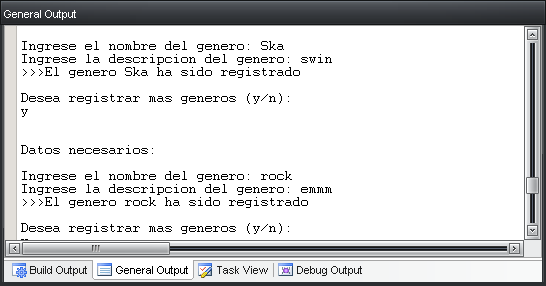 General Output
Ingrese el nombre del genero: Ska
Ingrese la descripcion del genero: swin
>>>El genero Ska ha sido registrado
Desea registrar mas generos (y/n):
y
Datos necesarios:
Ingrese el nombre del genero: rock
Ingrese la descripcion del genero: emmm
>>>El genero rock ha sido registrado
Desea registrar mas generos (y/n):
Build Output General Output Task View Debug Output